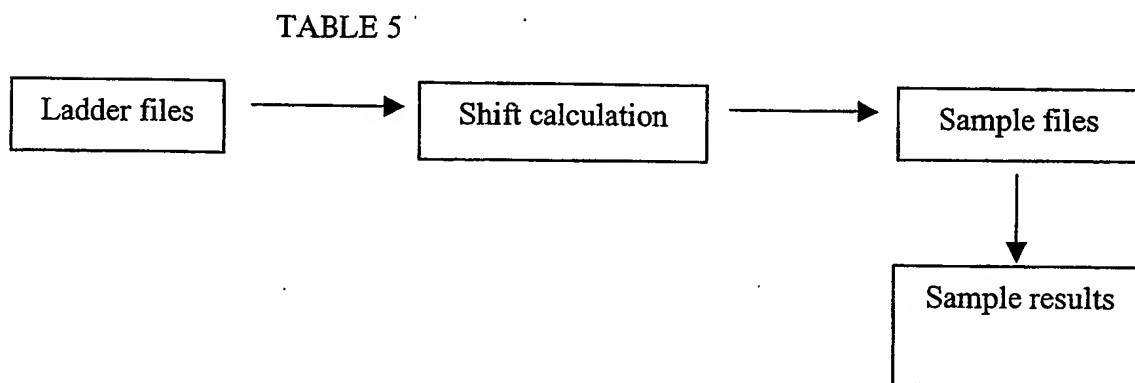 TABLE 5
Ladder files
Shift calculation
Sample files
Sample results